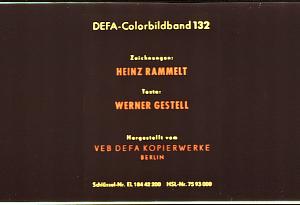 DEFA-Colorbildband 132
Zeichnungen:
HEINZ RAMMELT
Texte:
WERNER GESTELL
Hergestellt vom
VEB DEFA KOPIERWERKE
BERLIN
Schlüssel-Nr. EL 184 42 200 HSL-Nr. 75 93 000